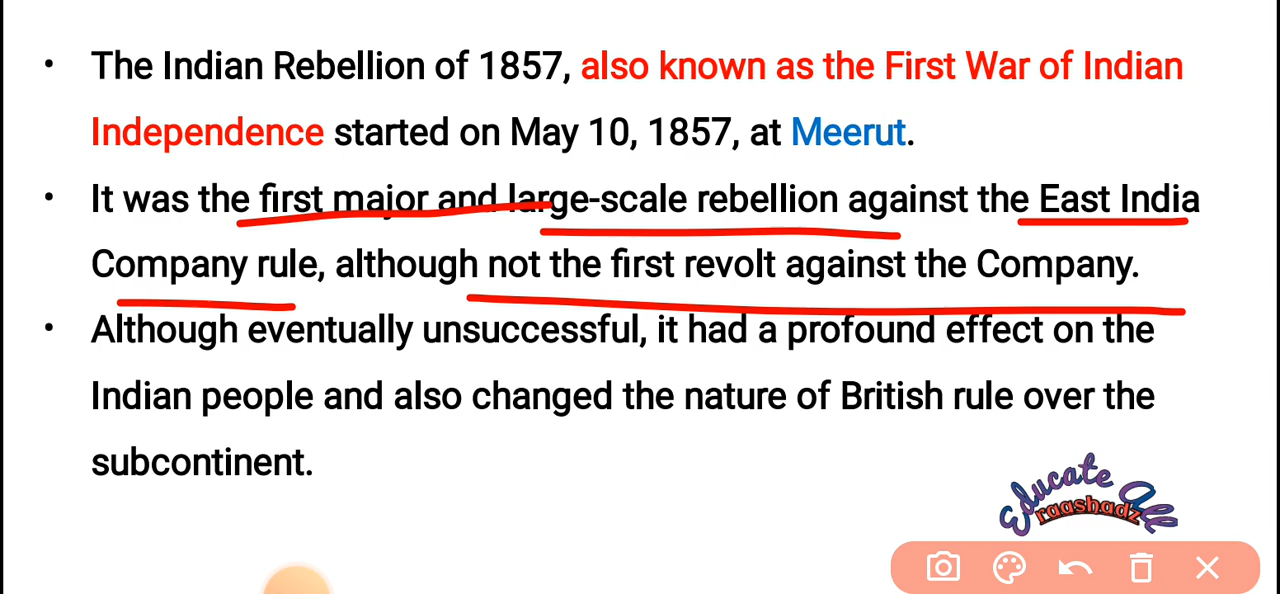 • The Indian Rebellion of 1857, also known as the First War of Indian
Independence started on May 10, 1857, at Meerut.
• It was the first major and large-scale rebellion against the East India
Company rule, although not the first revolt against the Company.
• Although eventually unsuccessful, it had a profound effect on the
Indian people and also changed the nature of British rule over the
subcontinent.
Educate All
raashadz